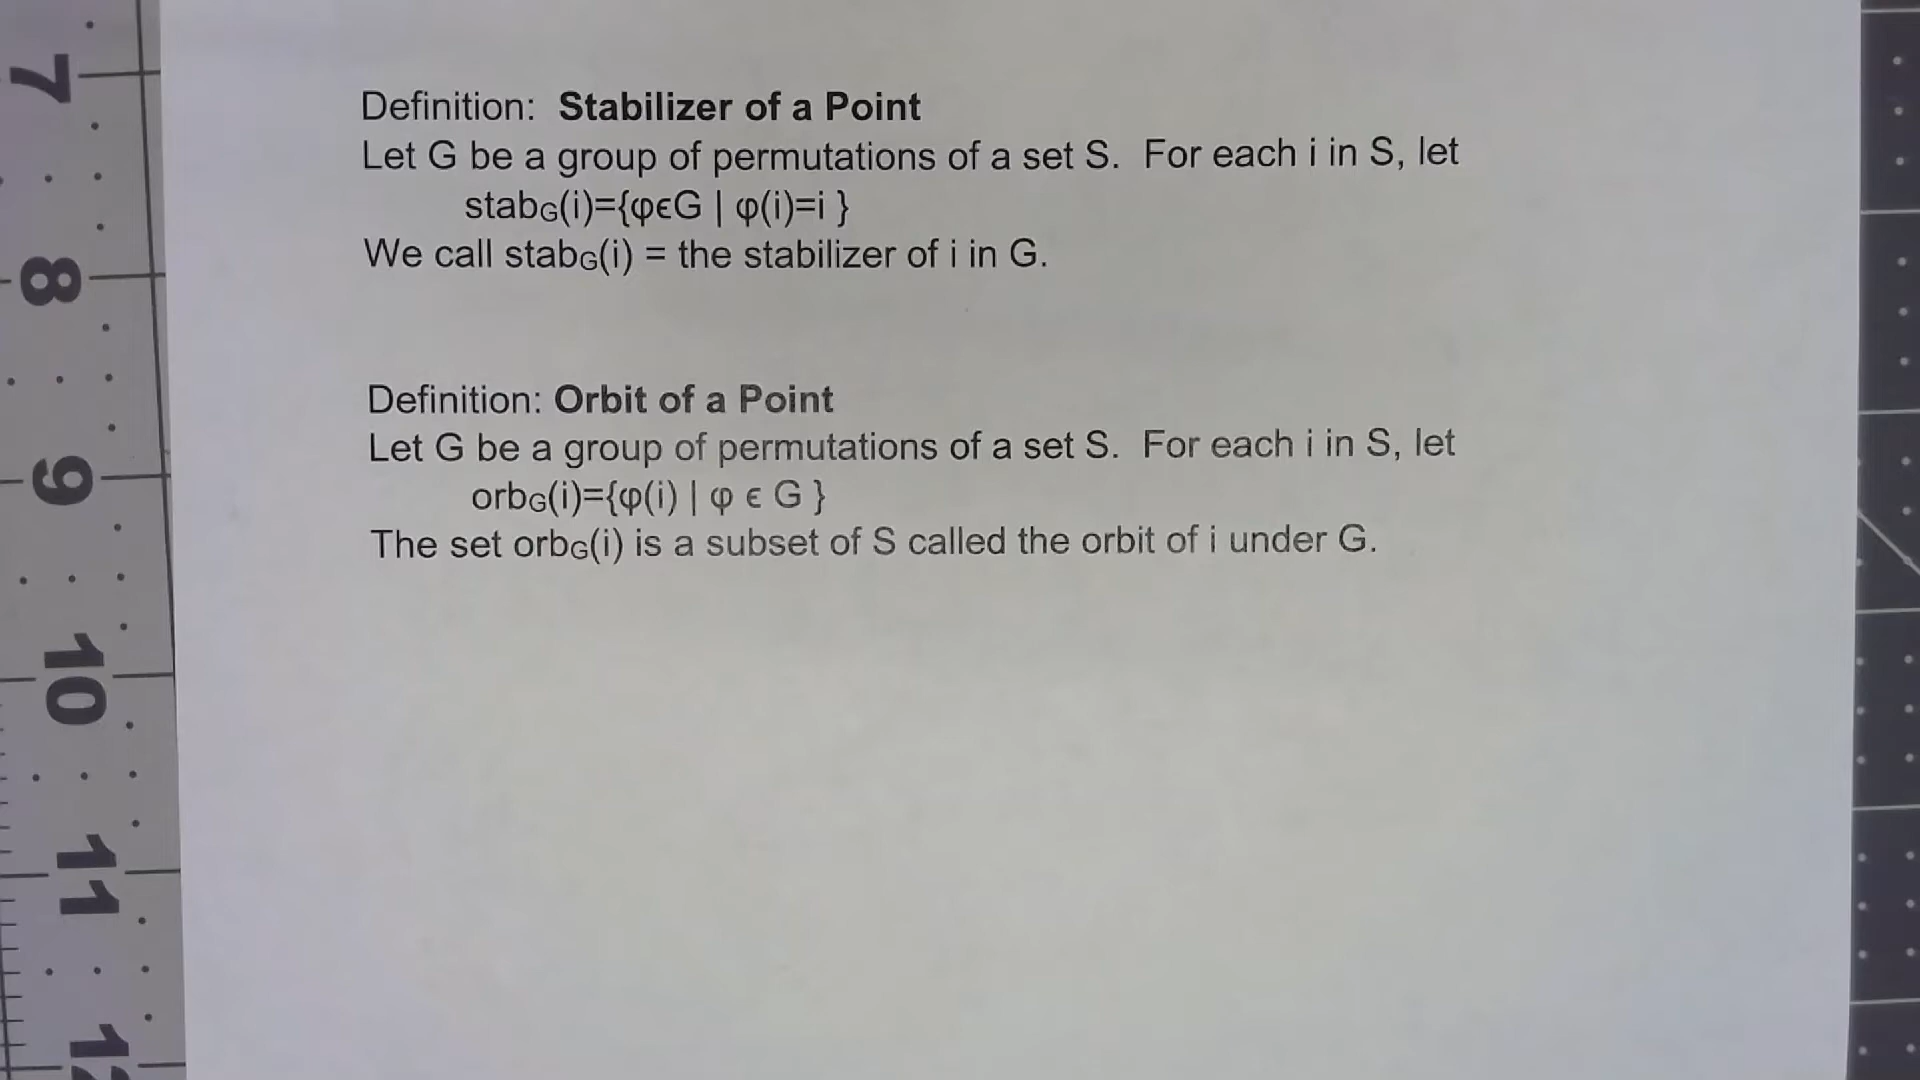 7
8
9
10
11
Definition: Stabilizer of a Point
Let G be a group of permutations of a set S. For each i in S, let
stabG(i)={φϵG | φ(i)=i }
We call stabG(i) = the stabilizer of i in G.
Definition: Orbit of a Point
Let G be a group of permutations of a set S. For each i in S, let
orbG(i)={φ(i) | φ ϵ G }
The set orbG(i) is a subset of S called the orbit of i under G.